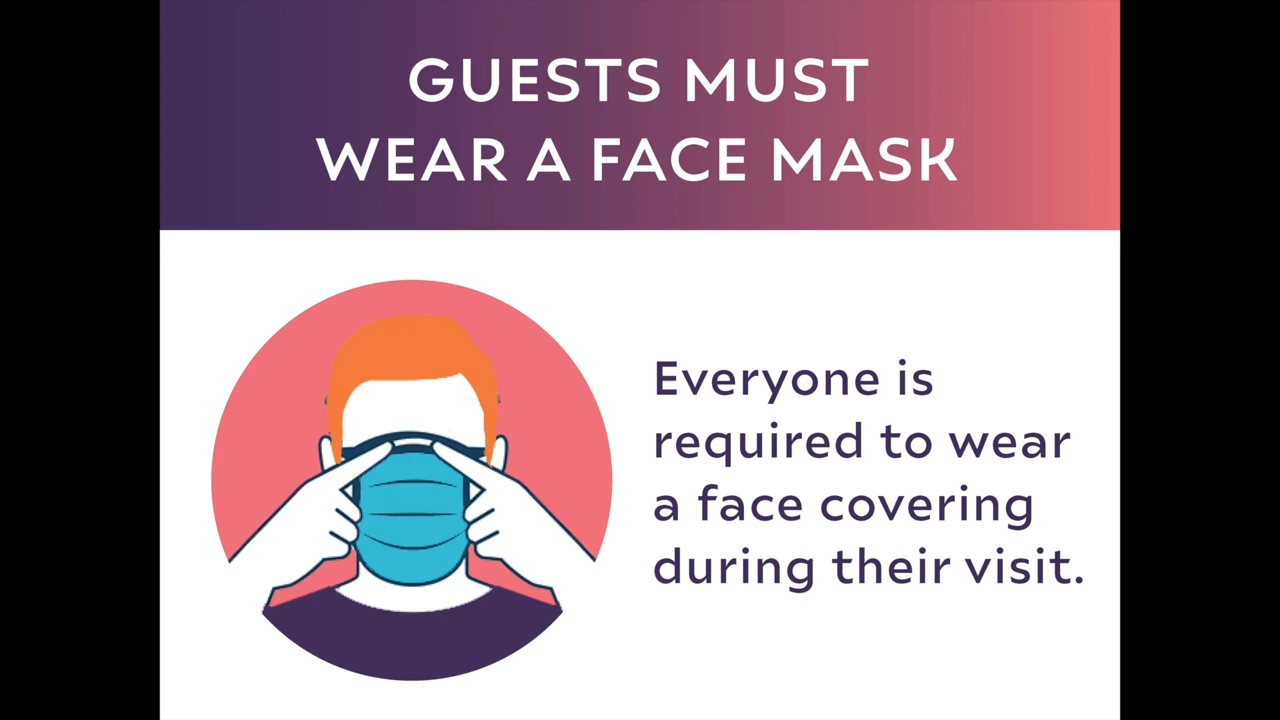 GUESTS MUST
WEAR A FACE MASK
Everyone is
required to wear
a face covering
during their visit.